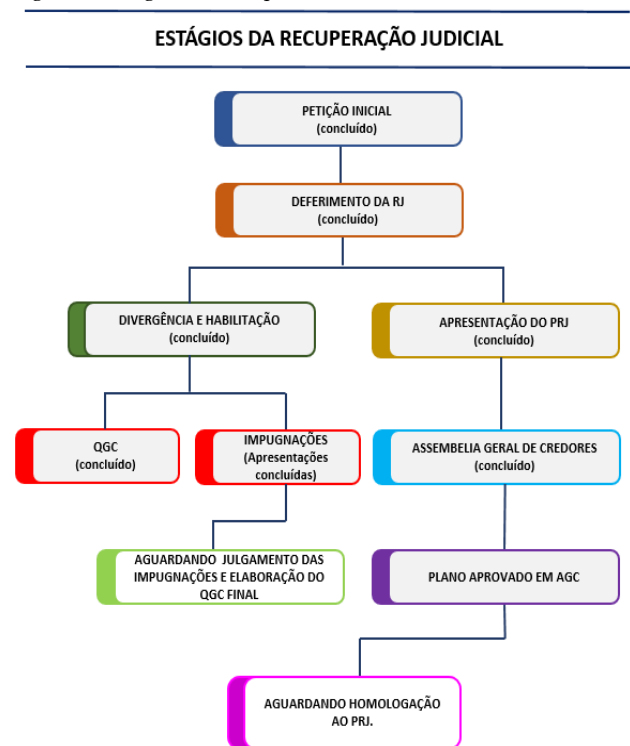 ESTÁGIOS DA RECUPERAÇÃO JUDICIAL
PETIÇÃO INICIAL
(concluído)
DEFERIMENTO DA RJ
(concluído)
DIVERGÊNCIA E HABILITAÇÃO
(concluído)
APRESENTAÇÃO DO PRJ
(concluído)
QGC
(concluído)
IMPUGNAÇÕES
(Apresentações
concluídas)
ASSEMBELIA GERAL DE CREDORES
(concluído)
AGUARDANDO JULGAMENTO DAS
IMPUGNAÇÕES E ELABORAÇÃO DO
QGC FINAL
PLANO APROVADO EM AGC
AGUARDANDO HOMOLOGAÇÃO
AO PRJ.